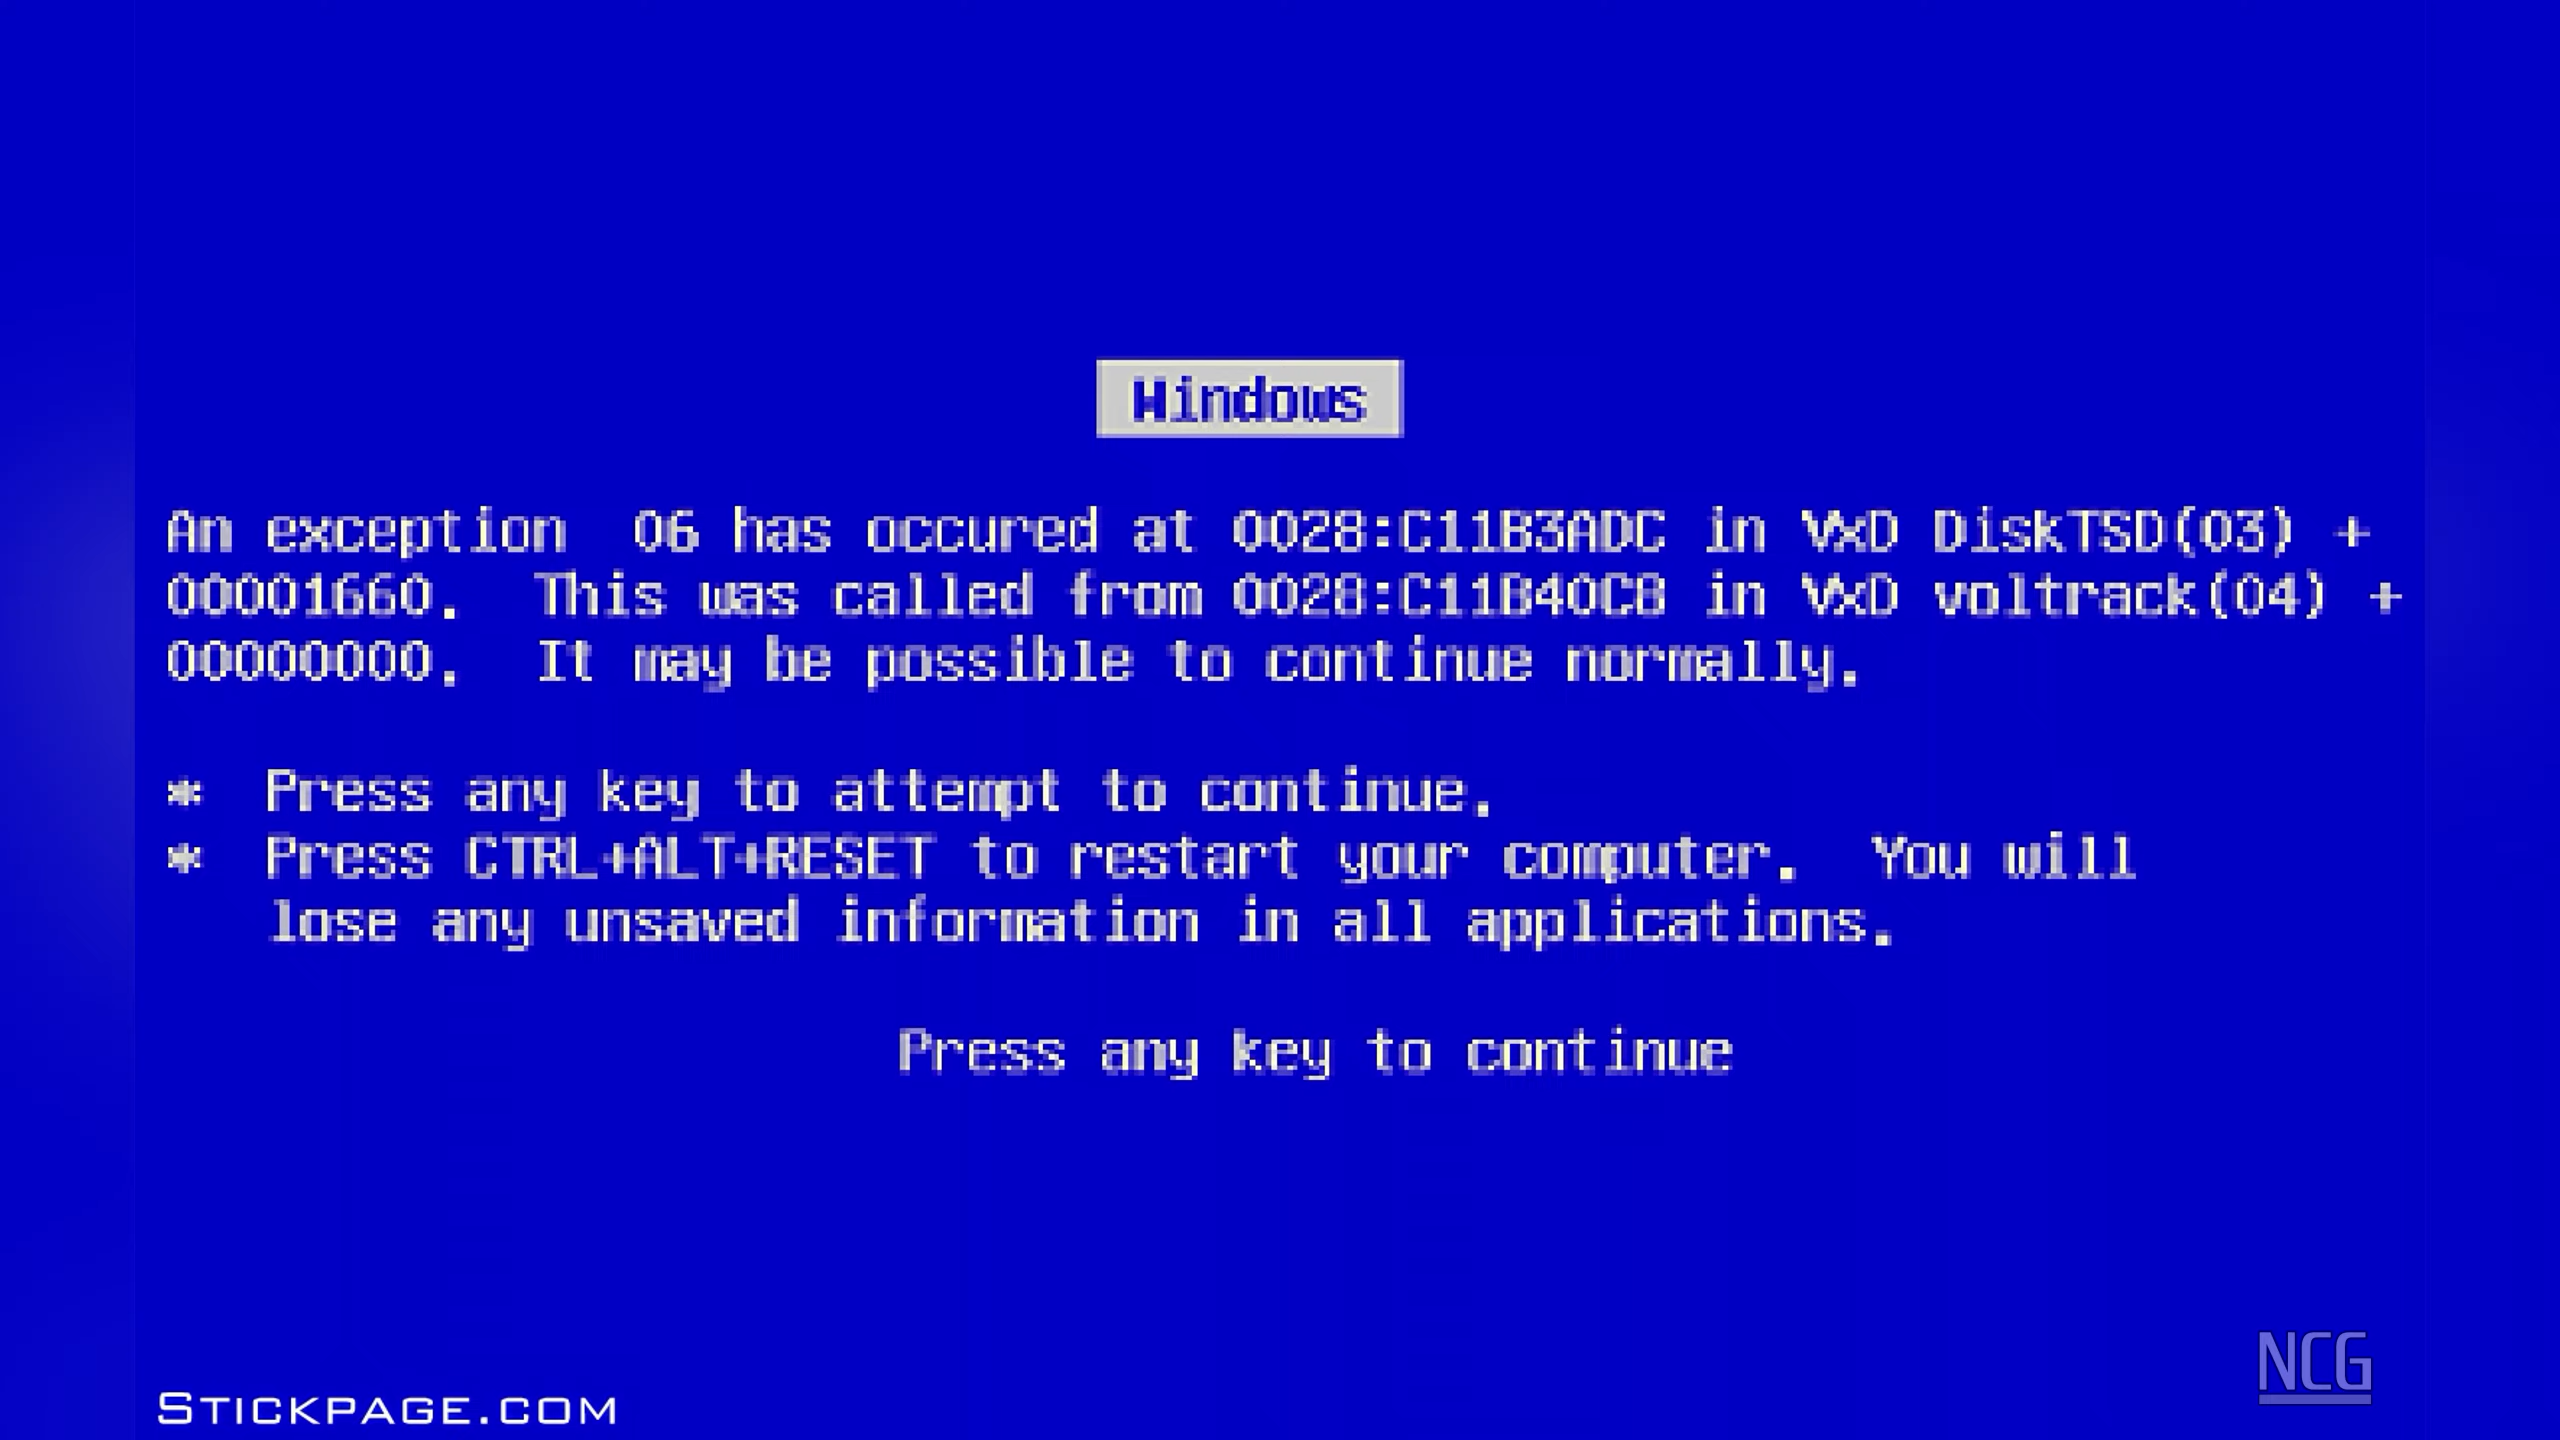 Windows
An exception  06 has occured at 0028:C11B3ADC in VxD DiskTSD(03) +
00001660.  This was called from 0028:C11B40C8 in VxD voltrack(04) +
00000000.  It may be possible to continue normally.
*  Press any key to attempt to continue.
*  Press CTRL+ALT+RESET to restart your computer.  You will
lose any unsaved information in all applications.
Press any key to continue
NCG
STICKPAGE.COM